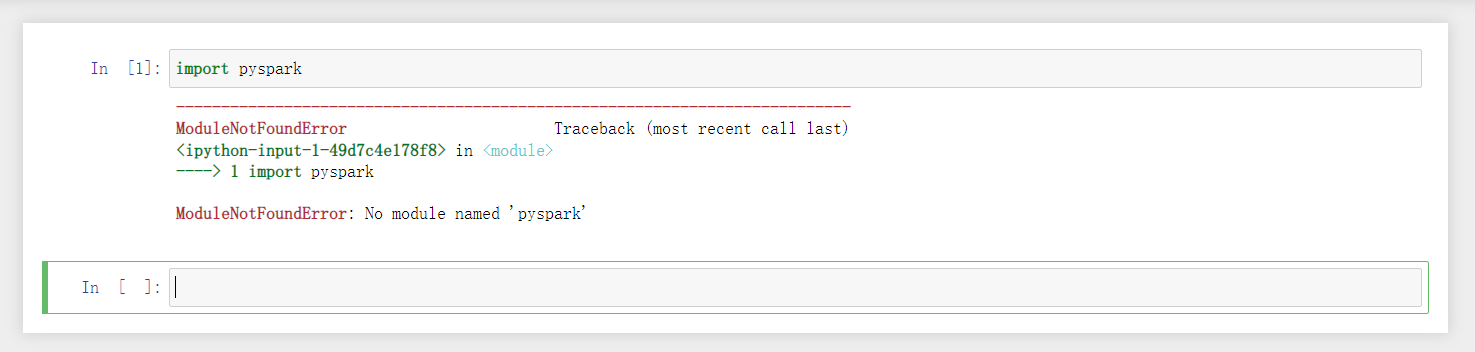 In [1]: import pyspark
---------------------------------------------------------------------------
ModuleNotFoundError                       Traceback (most recent call last)
<ipython-input-1-49d7c4e178f8> in <module>
----> 1 import pyspark
ModuleNotFoundError: No module named 'pyspark'
In [ ]: